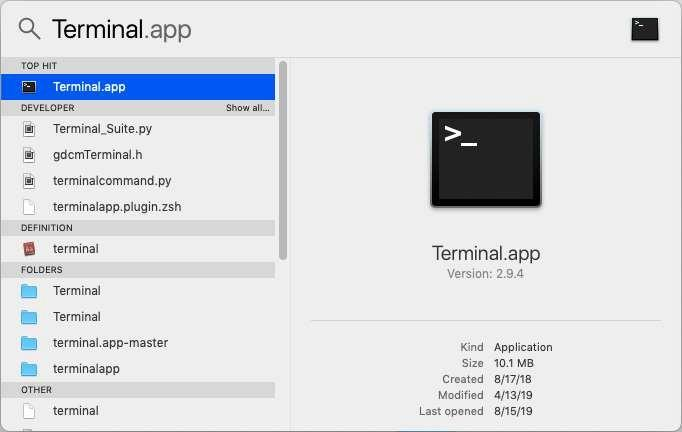 Terminal.app
TOP HIT
Terminal.app
DEVELOPER Show all...
Terminal_Suite.py
gdcmTerminal.h
terminalcommand.py
terminalapp.plugin.zsh
DEFINITION
terminal
FOLDERS
Terminal
Terminal
terminal.app-master
terminalapp
OTHER
terminal
>_
Terminal.app
Version: 2.9.4
Kind Application
Size 10.1 MB
Created 8/17/18
Modified 4/13/19
Last opened 8/15/19